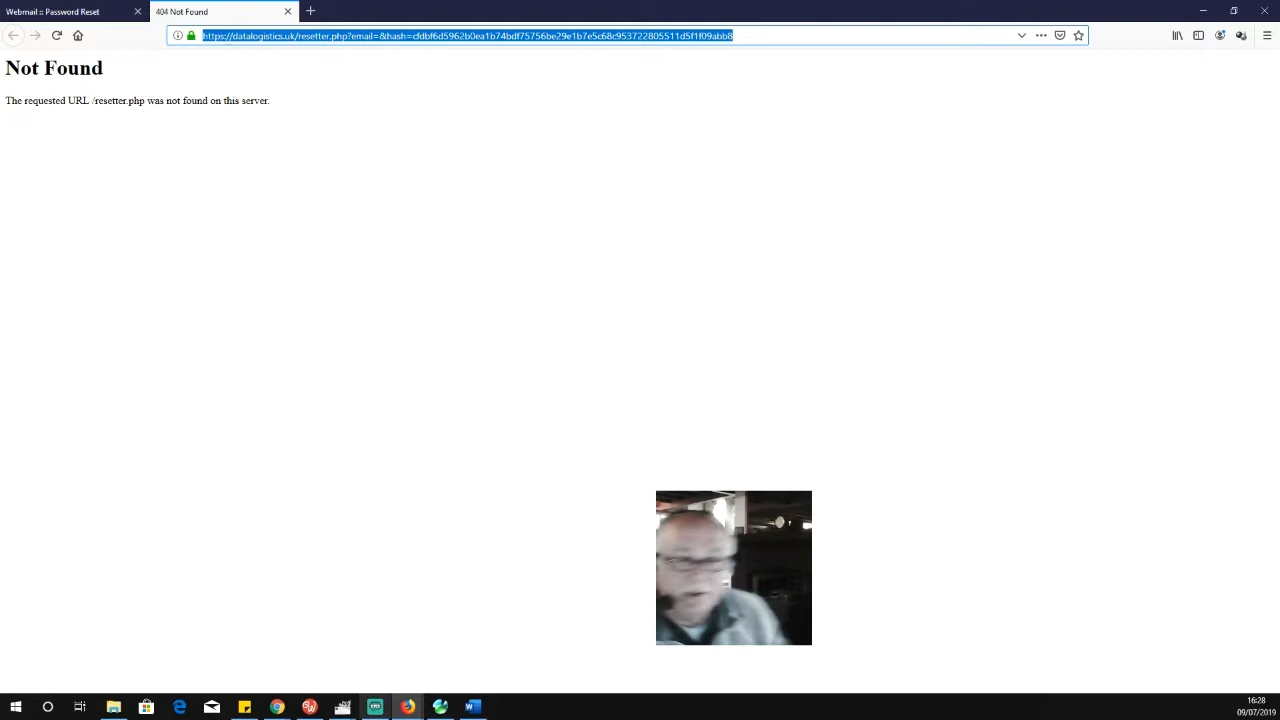 Webmail :: Password Reset
404 Not Found
https://datalogistics.uk/resetter.php?email=&hash=cfdbf6d5962b0ea1b74bdf75756be29e1b7e5c68c953722805511d5f1f09abb8
Not Found
The requested URL /resetter.php was not found on this server.
16:28
09/07/2019